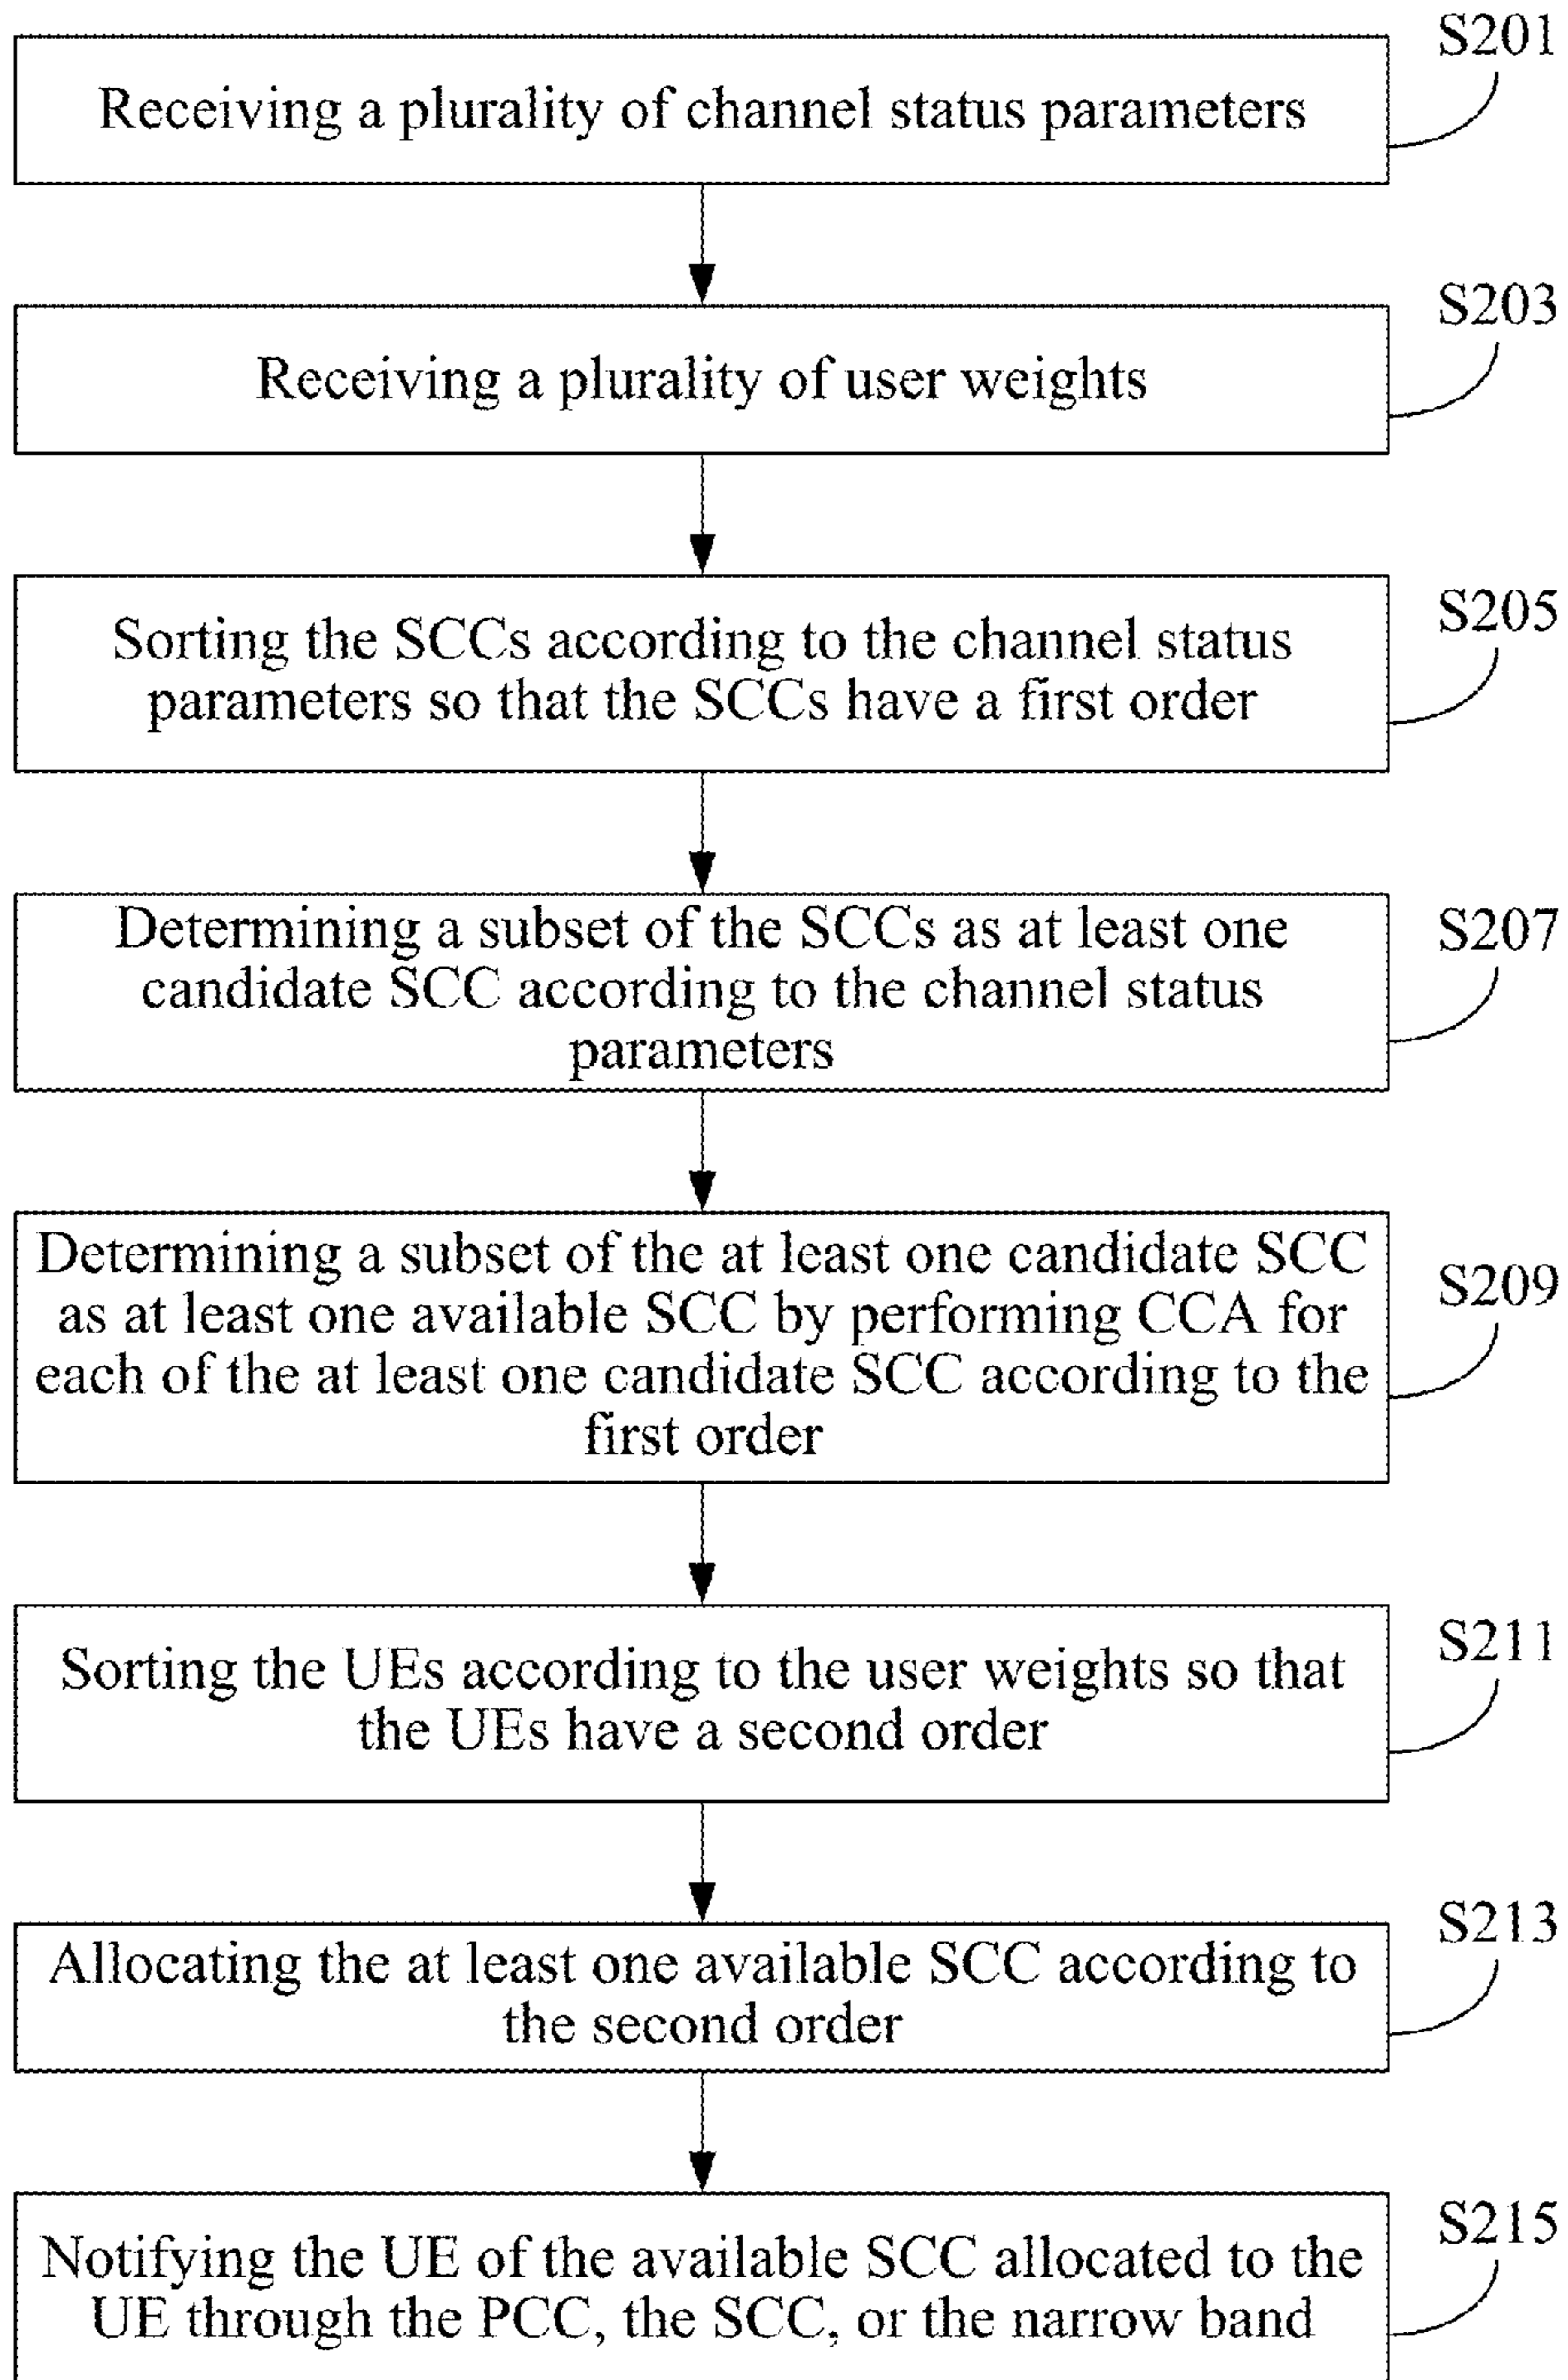 S201
Receiving a plurality of channel status parameters
S203
Receiving a plurality of user weights
S205
Sorting the SCCs according to the channel status
parameters so that the SCCs have a first order
S207
Determining a subset of the SCCs as at least one
candidate SCC according to the channel status
parameters
S209
Determining a subset of the at least one candidate SCC
as at least one available SCC by performing CCA for
each of the at least one candidate SCC according to the
first order
S211
Sorting the UEs according to the user weights so that
the UEs have a second order
S213
Allocating the at least one available SCC according to
the second order
S215
Notifying the UE of the available SCC allocated to the
UE through the PCC, the SCC, or the narrow band